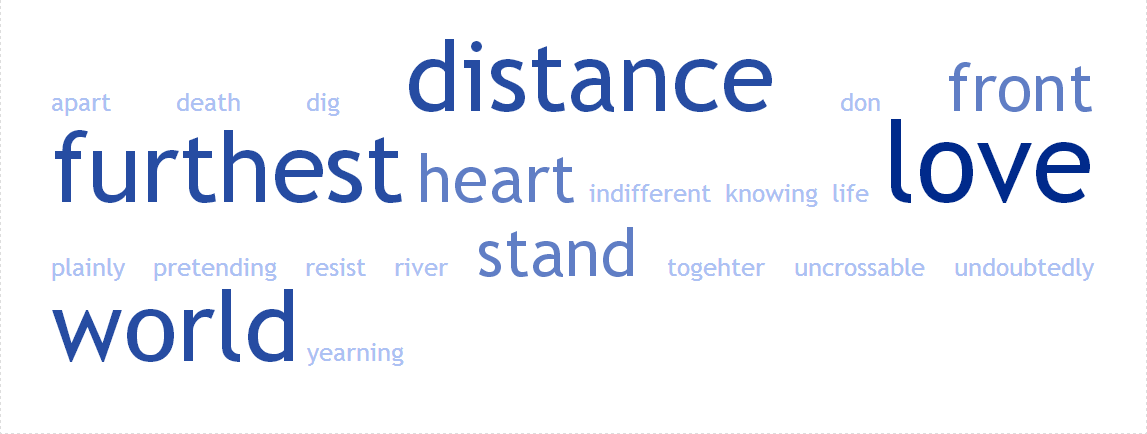 apart death dig distance don front
furthest heart indifferent knowing life love
plainly pretending resist river stand togehter uncrossable undoubtedly
world yearning